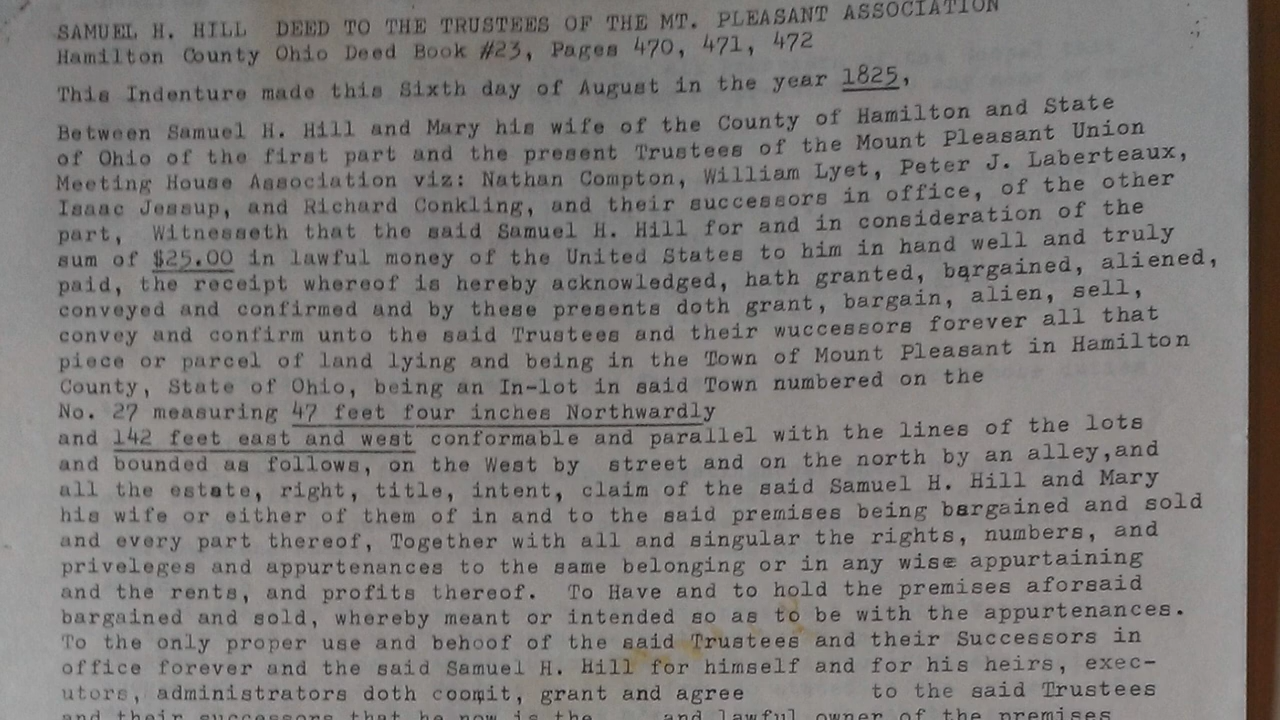 SAMUEL H. HILL DEED TO THE TRUSTEES OF THE MT. PLEASANT ASSOCIATION
Hamilton County Ohio Deed Book #23, Pages 470, 471, 472
This Indenture made this Sixth day of August in the year 1825,
Between Samuel H. Hill and Mary his wife of the County of Hamilton and State
of Ohio of the first part and the present Trustees of the Mount Pleasant Union
Meeting House Association viz: Nathan Compton, William Lyet, Peter J. Laberteaux,
Isaac Jessup, and Richard Conkling, and their successors in office, of the other
part, Witnesseth that the said Samuel H. Hill for and in consideration of the
sum of $25.00 in lawful money of the United States to him in hand well and truly
paid, the receipt whereof is hereby acknowledged, hath granted, bargained, aliened,
conveyed and confirmed and by these presents doth grant, bargain, alien, sell,
convey and confirm unto the said Trustees and their wuccessors forever all that
piece or parcel of land lying and being in the Town of Mount Pleasant in Hamilton
County, State of Ohio, being an In-lot in said Town numbered on the
No. 27 measuring 47 feet four inches Northwardly
and 142 feet east and west conformable and parallel with the lines of the lots
and bounded as follows, on the West by street and on the north by an alley,and
all the estate, right, title, intent, claim of the said Samuel H. Hill and Mary
his wife or either of them of in and to the said premises being bargained and sold
and every part thereof, Together with all and singular the rights, numbers, and
priveleges and appurtenances to the same belonging or in any wise appurtaining
and the rents, and profits thereof. To Have and to hold the premises aforsaid
bargained and sold, whereby meant or intended so as to be with the appurtenances.
To the only proper use and behoof of the said Trustees and their Successors in
office forever and the said Samuel H. Hill for himself and for his heirs, exec-
utors, administrators doth coomit, grant and agree to the said Trustees
and their successors that he now is the and lawful owner of the premises